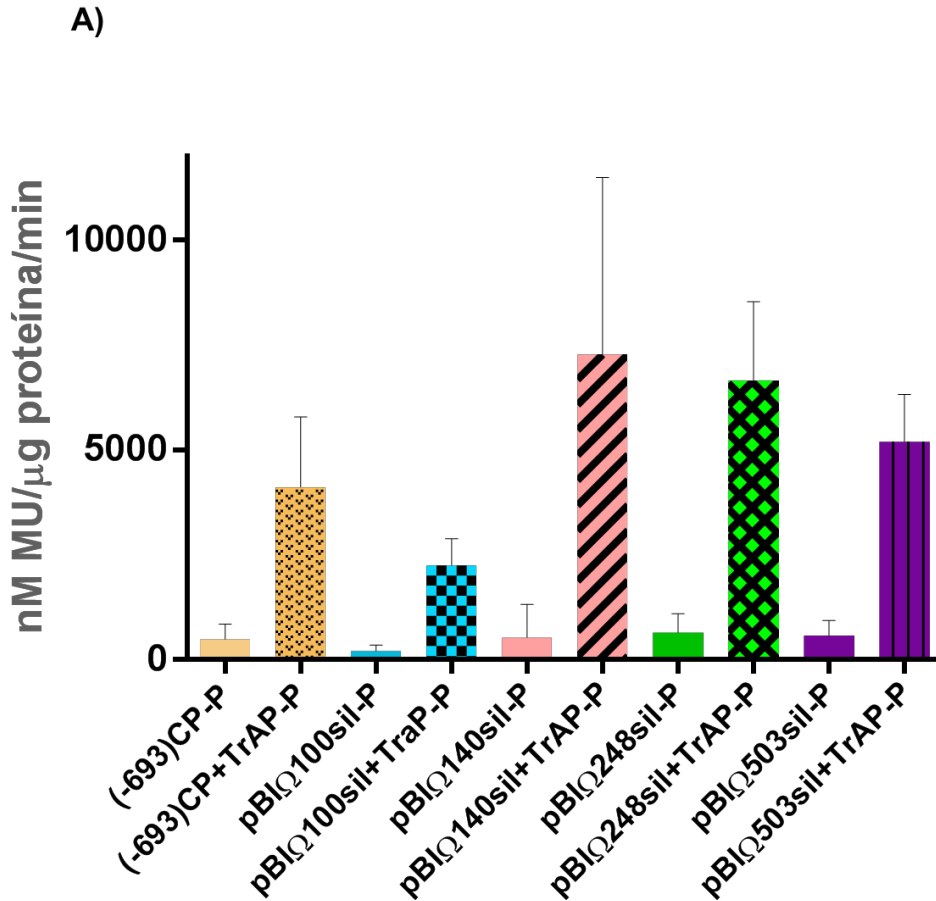 A)
nM MU/µg proteína/min
10000
5000
0
(-693)CP-P
(-693)CP+TrAP-P
pBIΩ100sil-P
pBIΩ100sil+TraP-P
pBIΩ140sil-P
pBIΩ140sil+TrAP-P
pBIΩ248sil-P
pBIΩ248sil+TrAP-P
pBIΩ503sil-P
pBIΩ503sil+TrAP-P